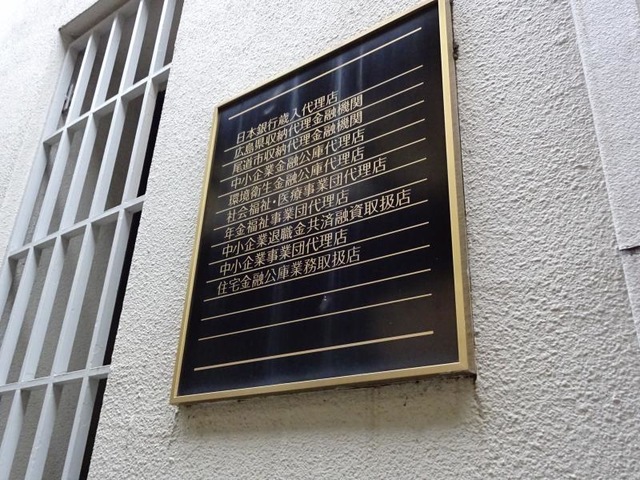 日本銀行歳入代理店
広島県収納代理金融機関
尾道市収納代理金融機関
中小企業金融公庫代理店
環境衛生金融公庫代理店
社会福祉・医療事業団代理店
年金福祉事業団代理店
中小企業退職金共済融資取扱店
中小企業事業団代理店
住宅金融公庫業務取扱店